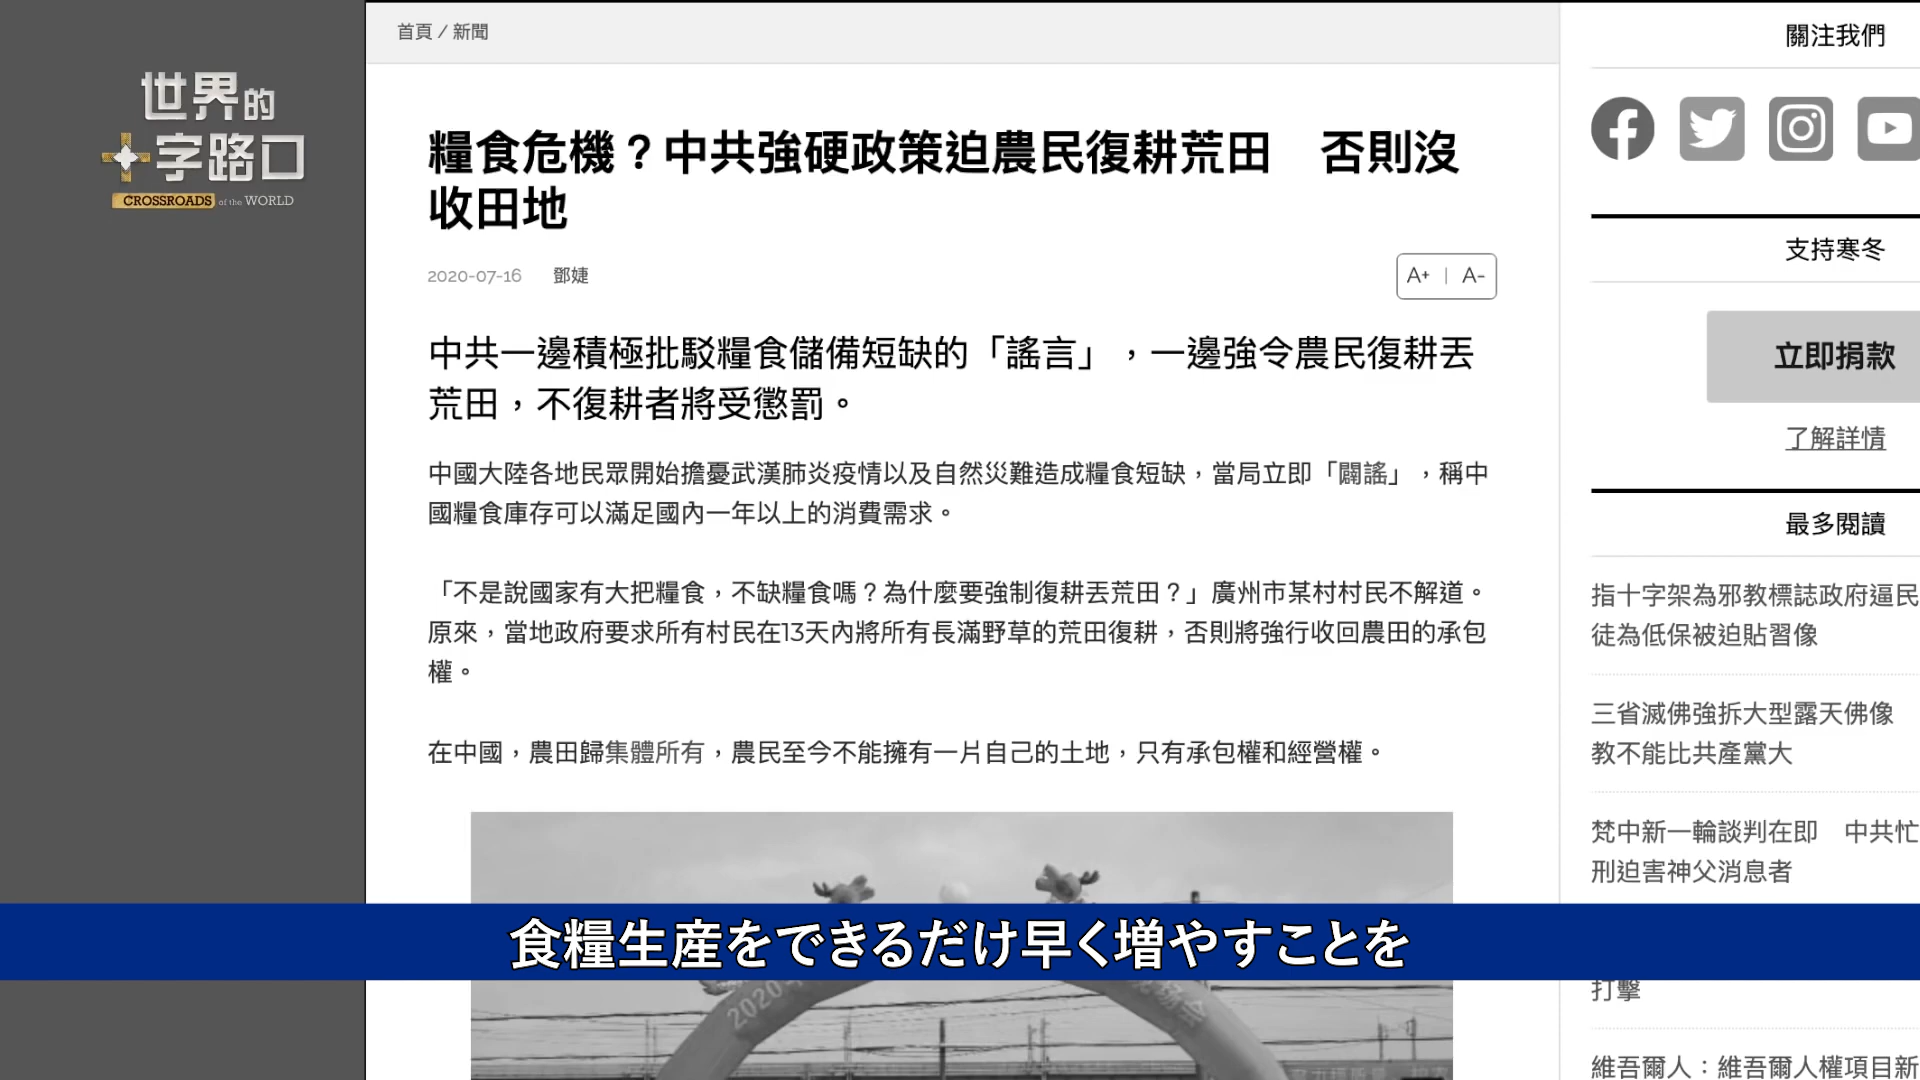 世界的
十字路口
CROSSROADS of the WORLD
首頁 / 新聞
糧食危機？中共強硬政策迫農民復耕荒田　否則沒
收田地
2020-07-16 鄧婕
A+ | A-
中共一邊積極批駁糧食儲備短缺的「謠言」，一邊強令農民復耕丟
荒田，不復耕者將受懲罰。
中國大陸各地民眾開始擔憂武漢肺炎疫情以及自然災難造成糧食短缺，當局立即「闢謠」，稱中
國糧食庫存可以滿足國內一年以上的消費需求。
「不是說國家有大把糧食，不缺糧食嗎？為什麼要強制復耕丟荒田？」廣州市某村村民不解道。
原來，當地政府要求所有村民在13天內將所有長滿野草的荒田復耕，否則將強行收回農田的承包
權。
在中國，農田歸集體所有，農民至今不能擁有一片自己的土地，只有承包權和經營權。
2020
食糧生産をできるだけ早く増やすことを
關注我們
支持寒冬
立即捐款
了解詳情
最多閱讀
指十字架為邪教標誌政府逼民
徒為低保被迫貼習像
三省滅佛強拆大型露天佛像
教不能比共產黨大
梵中新一輪談判在即　中共忙
刑迫害神父消息者
打擊
維吾爾人：維吾爾人權項目新